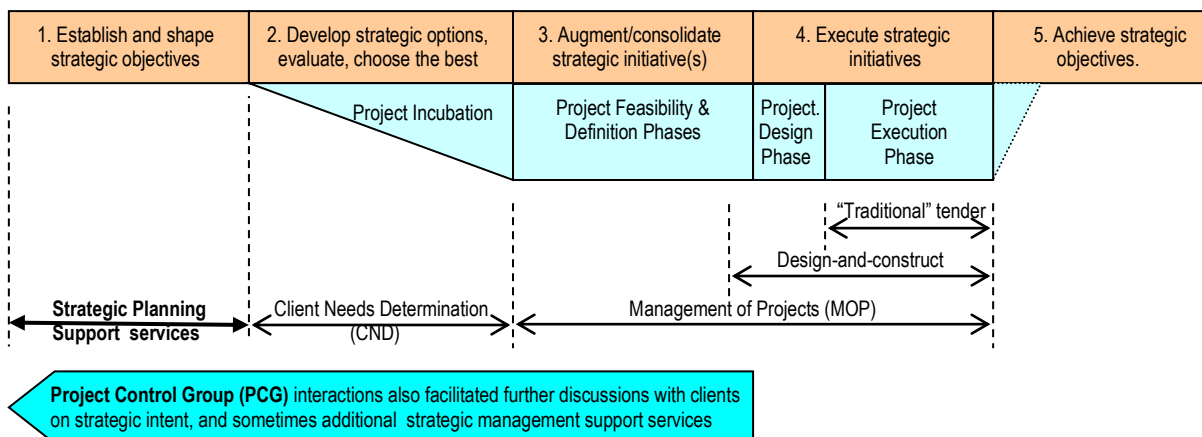 1. Establish and shape
strategic objectives
2. Develop strategic options,
evaluate, choose the best
3. Augment/consolidate
strategic initiative(s)
4. Execute strategic
initiatives
5. Achieve strategic
objectives.
Project Incubation
Project Feasibility &
Definition Phases
Project.
Design
Phase
Project
Execution
Phase
“Traditional” tender
Design-and-construct
Strategic Planning
Support services
Client Needs Determination
(CND)
Management of Projects (MOP)
Project Control Group (PCG) interactions also facilitated further discussions with clients
on strategic intent, and sometimes additional strategic management support services